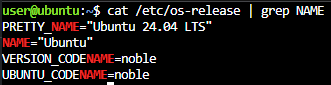 user@ubuntu:~$ cat /etc/os-release | grep NAME
PRETTY_NAME="Ubuntu 24.04 LTS"
NAME="Ubuntu"
VERSION_CODENAME=noble
UBUNTU_CODENAME=noble